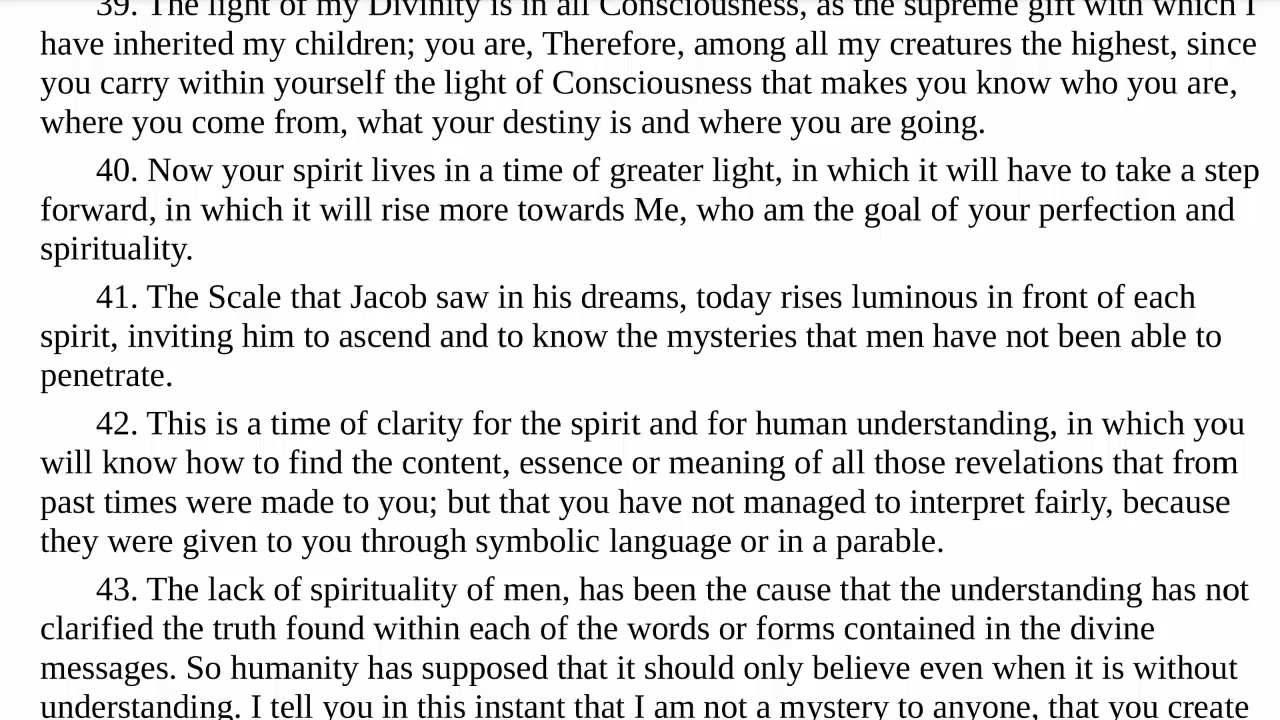 39. The light of my Divinity is in all Consciousness, as the supreme gift with which I
have inherited my children; you are, Therefore, among all my creatures the highest, since
you carry within yourself the light of Consciousness that makes you know who you are,
where you come from, what your destiny is and where you are going.
40. Now your spirit lives in a time of greater light, in which it will have to take a step
forward, in which it will rise more towards Me, who am the goal of your perfection and
spirituality.
41. The Scale that Jacob saw in his dreams, today rises luminous in front of each
spirit, inviting him to ascend and to know the mysteries that men have not been able to
penetrate.
42. This is a time of clarity for the spirit and for human understanding, in which you
will know how to find the content, essence or meaning of all those revelations that from
past times were made to you; but that you have not managed to interpret fairly, because
they were given to you through symbolic language or in a parable.
43. The lack of spirituality of men, has been the cause that the understanding has not
clarified the truth found within each of the words or forms contained in the divine
messages. So humanity has supposed that it should only believe even when it is without
understanding. I tell you in this instant that I am not a mystery to anyone, that you create